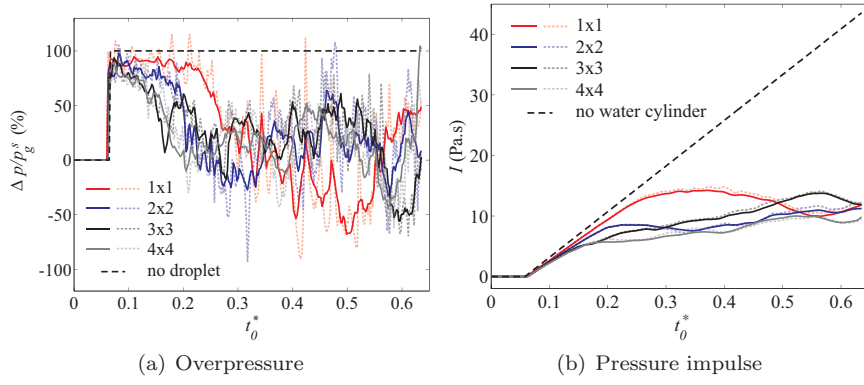 100
50
0
-50
-100
Δ p/p_g^s (%)
1x1
2x2
3x3
4x4
no droplet
0 0.1 0.2 0.3 0.4 0.5 0.6
t_0^*
(a) Overpressure
40
30
20
10
0
I (Pa.s)
1x1
2x2
3x3
4x4
no water cylinder
0 0.1 0.2 0.3 0.4 0.5 0.6
t_0^*
(b) Pressure impulse